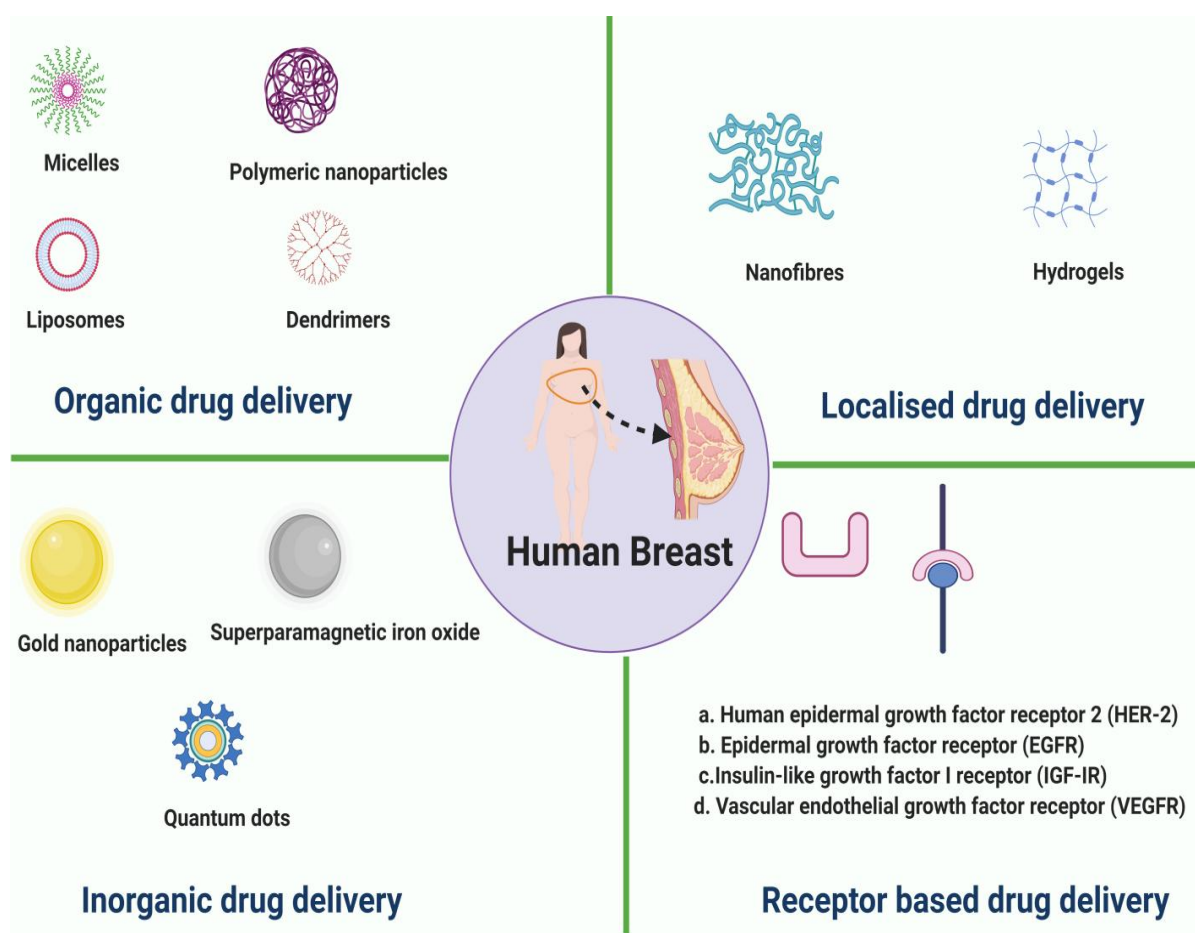 Micelles
Polymeric nanoparticles
Liposomes
Dendrimers
Organic drug delivery
Nanofibres
Hydrogels
Localised drug delivery
Human Breast
Gold nanoparticles
Superparamagnetic iron oxide
Quantum dots
Inorganic drug delivery
a. Human epidermal growth factor receptor 2 (HER-2)
b. Epidermal growth factor receptor (EGFR)
c.Insulin-like growth factor I receptor (IGF-IR)
d. Vascular endothelial growth factor receptor (VEGFR)
Receptor based drug delivery